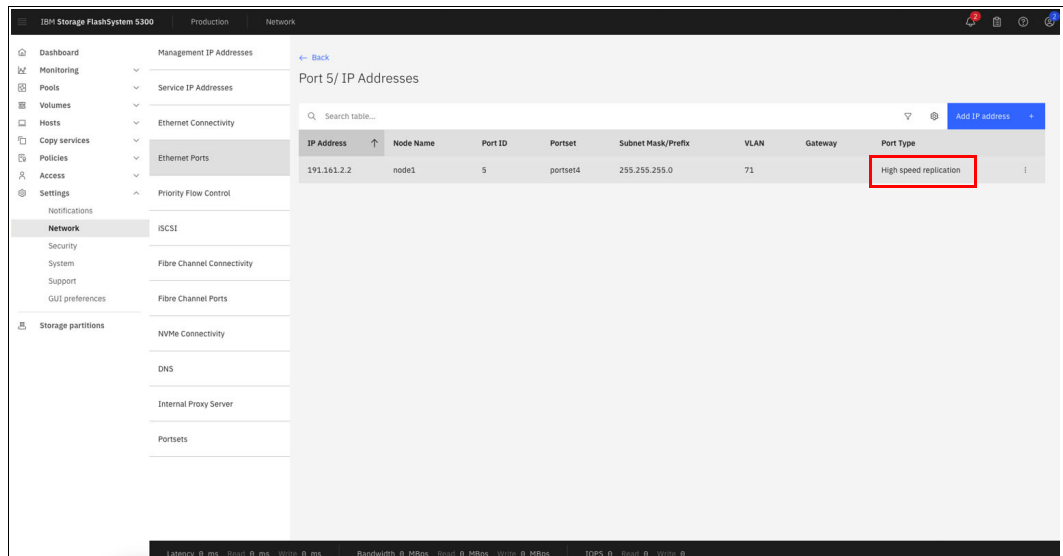 IBM Storage FlashSystem 5300 Production Network 2 2
Dashboard
Monitoring
Pools
Volumes
Hosts
Copy services
Policies
Access
Settings
Notifications
Network
Security
System
Support
GUI preferences
Storage partitions
Management IP Addresses
Service IP Addresses
Ethernet Connectivity
Ethernet Ports
Priority Flow Control
iSCSI
Fibre Channel Connectivity
Fibre Channel Ports
NVMe Connectivity
DNS
Internal Proxy Server
Portsets
← Back
Port 5/ IP Addresses
Search table... Add IP address +
IP Address ↑ Node Name Port ID Portset Subnet Mask/Prefix VLAN Gateway Port Type
191.161.2.2 node1 5 portset4 255.255.255.0 71 High speed replication
Latency 0 ms Read 0 ms Write 0 ms Bandwidth 0 MBps Read 0 MBps Write 0 MBps IOPS 0 Read 0 Write 0